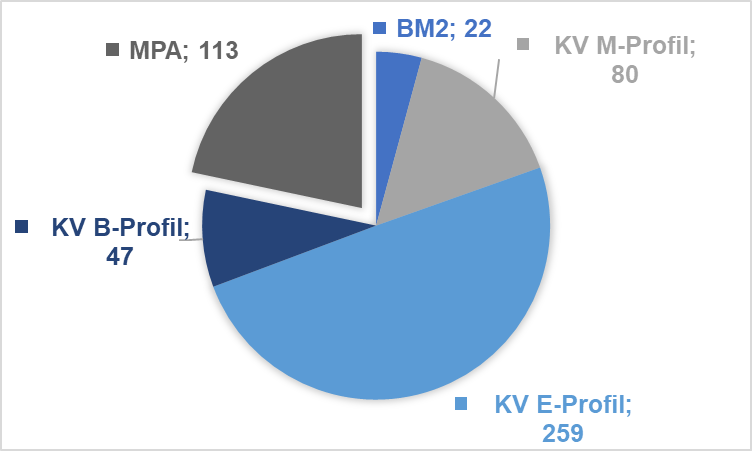 BM2; 22
KV M-Profil;
80
MPA; 113
KV B-Profil;
47
KV E-Profil;
259